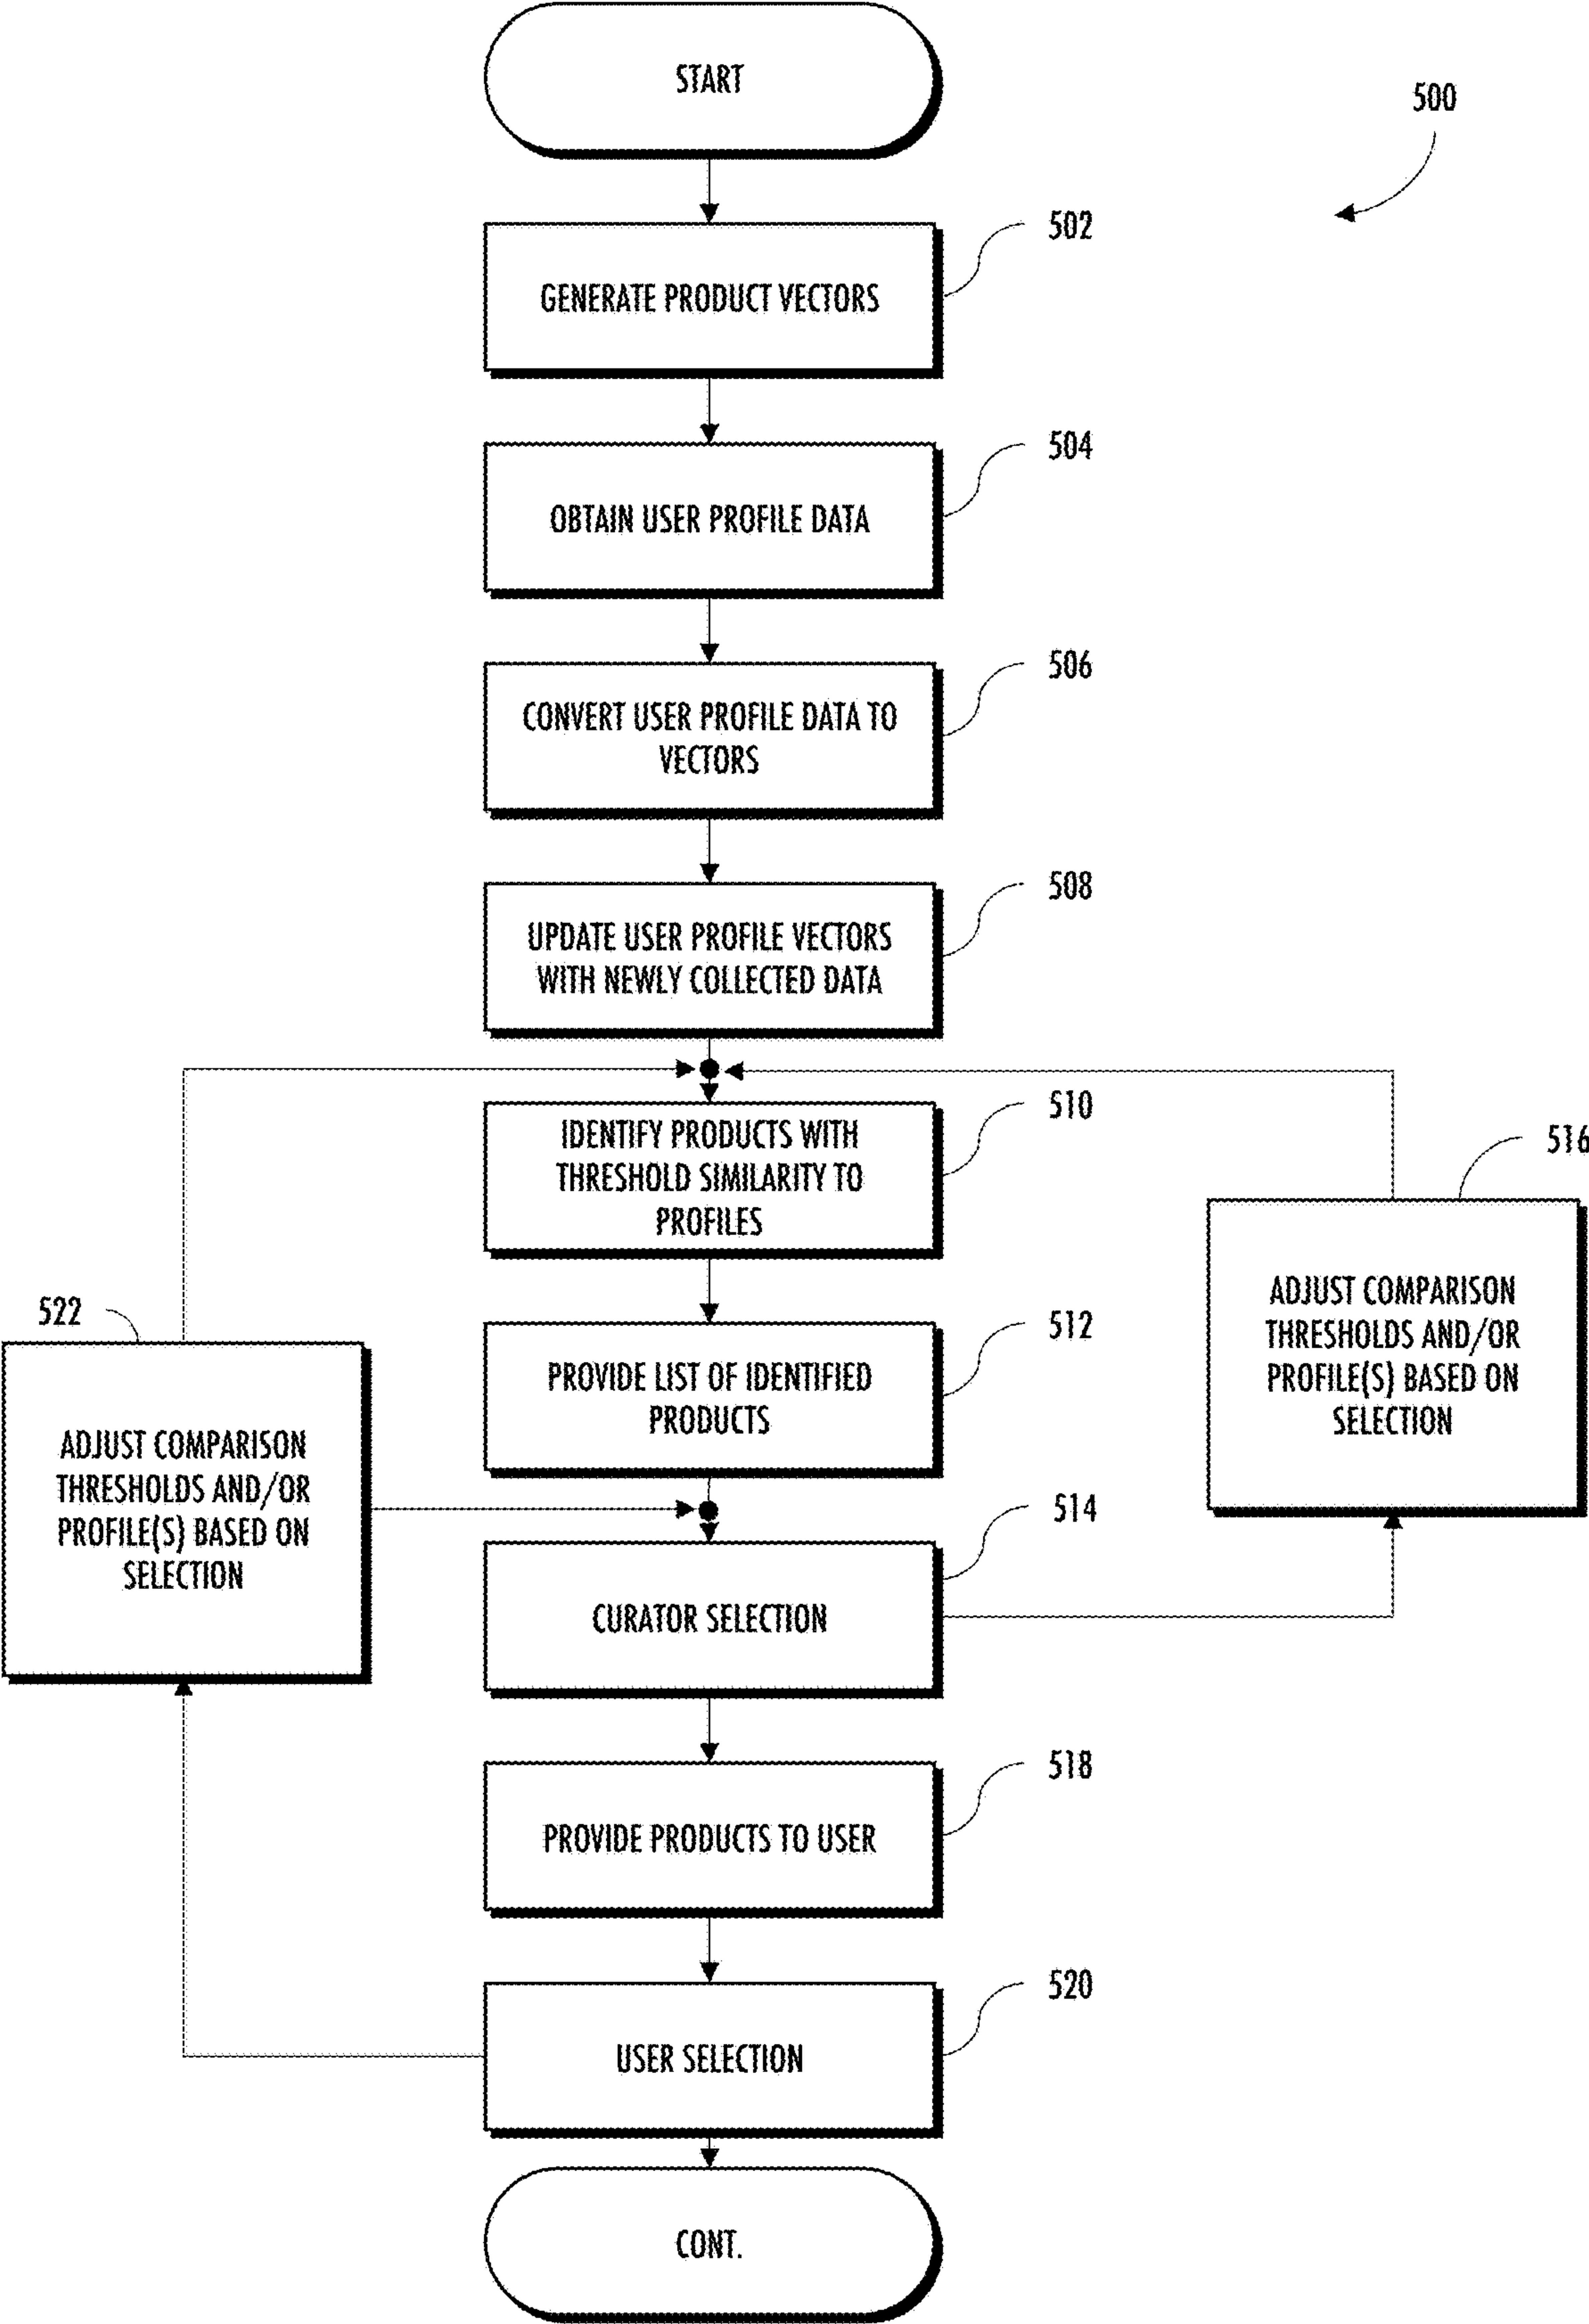 START
500
502
GENERATE PRODUCT VECTORS
504
OBTAIN USER PROFILE DATA
506
CONVERT USER PROFILE DATA TO
VECTORS
508
UPDATE USER PROFILE VECTORS
WITH NEWLY COLLECTED DATA
510
IDENTIFY PRODUCTS WITH
THRESHOLD SIMILARITY TO
PROFILES
516
ADJUST COMPARISON
THRESHOLDS AND/OR
PROFILE(S) BASED ON
SELECTION
512
PROVIDE LIST OF IDENTIFIED
PRODUCTS
522
ADJUST COMPARISON
THRESHOLDS AND/OR
PROFILE(S) BASED ON
SELECTION
514
CURATOR SELECTION
518
PROVIDE PRODUCTS TO USER
520
USER SELECTION
CONT.